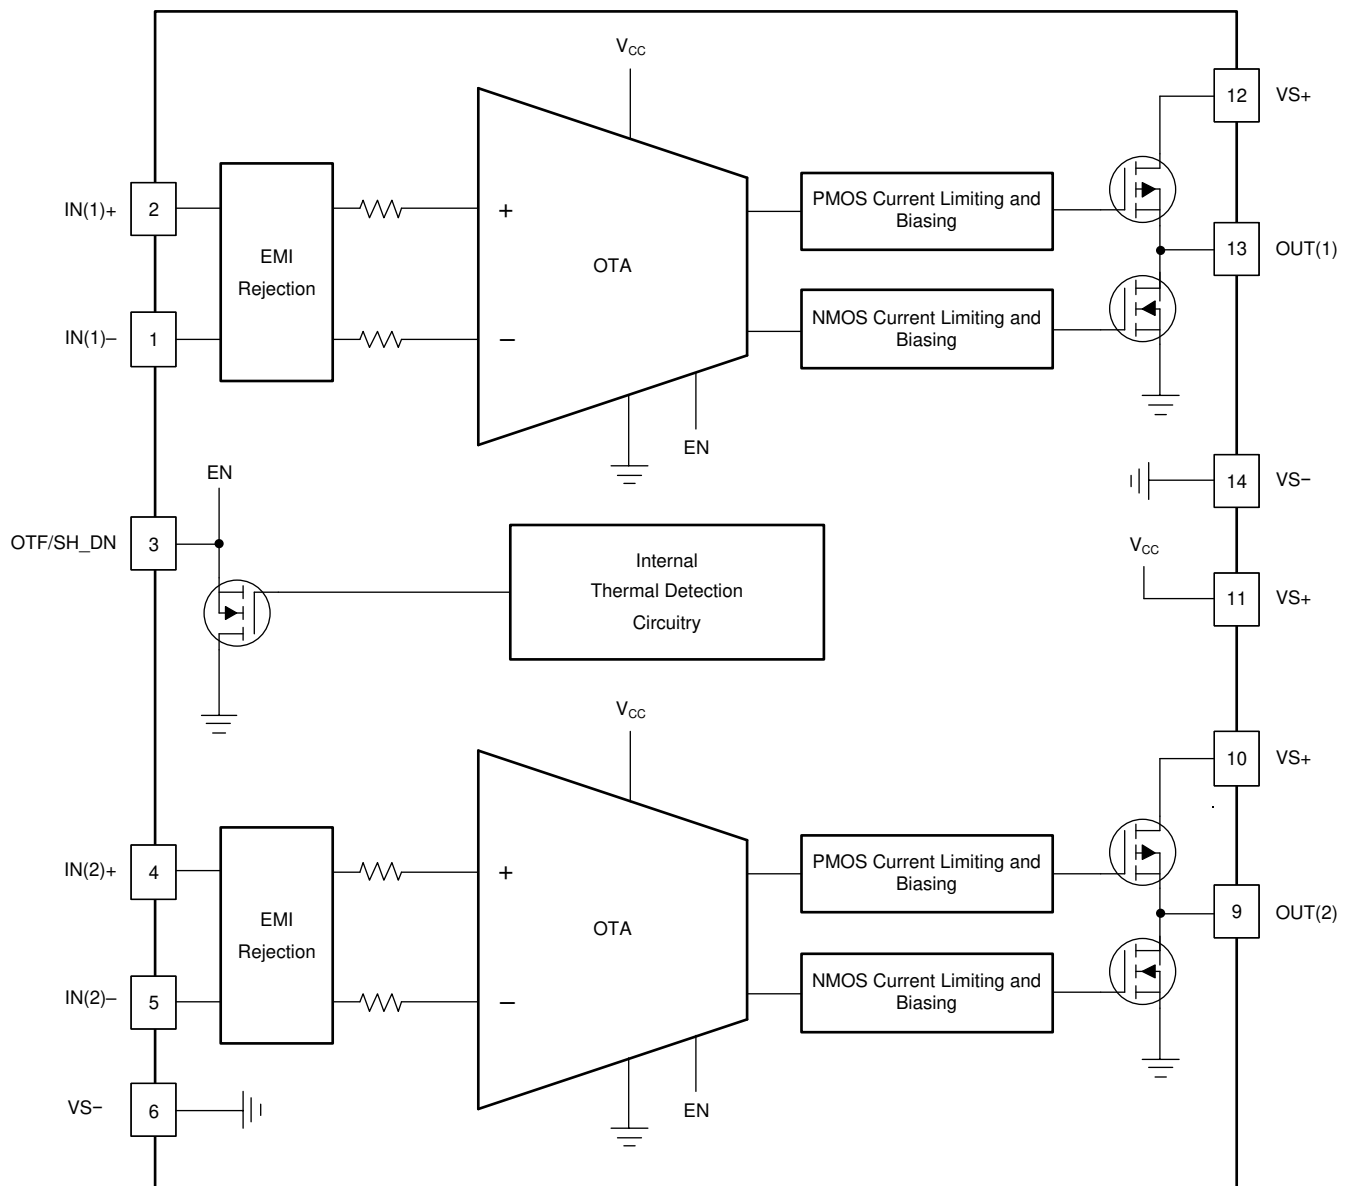 V_CC
12
VS+
IN(1)+
2
PMOS Current Limiting and
Biasing
+
EMI
Rejection
OTA
13
OUT(1)
IN(1)−
1
−
NMOS Current Limiting and
Biasing
EN
EN
14
VS−
OTF/SH_DN
3
Internal
Thermal Detection
Circuitry
V_CC
11
VS+
V_CC
10
VS+
IN(2)+
4
PMOS Current Limiting and
Biasing
+
EMI
Rejection
OTA
9
OUT(2)
IN(2)−
5
−
NMOS Current Limiting and
Biasing
VS−
6
EN